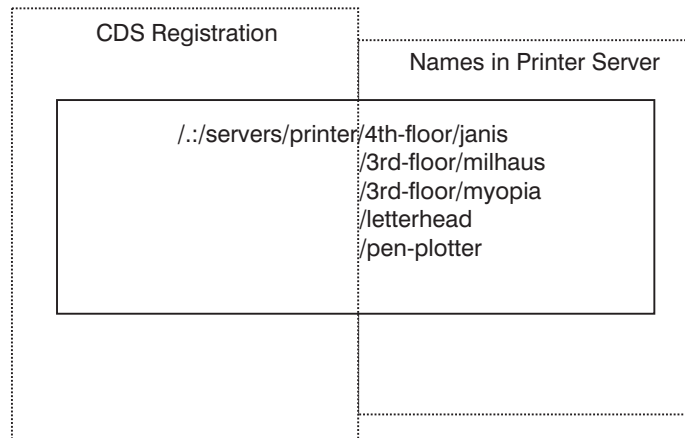 CDS Registration
Names in Printer Server
/.:/servers/printer/4th-floor/janis
/3rd-floor/milhaus
/3rd-floor/myopia
/letterhead
/pen-plotter